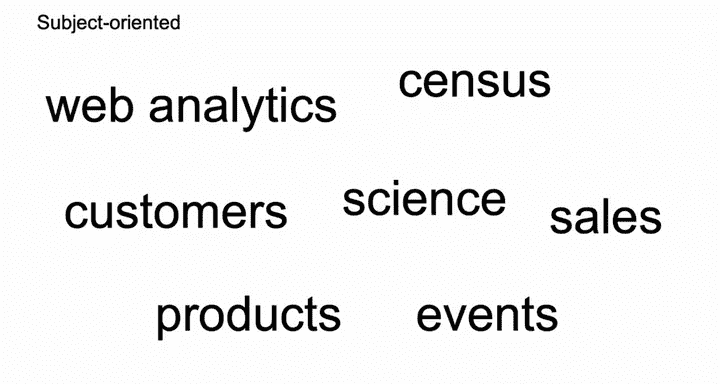 Subject-oriented
web analytics
census
customers
science
sales
products
events